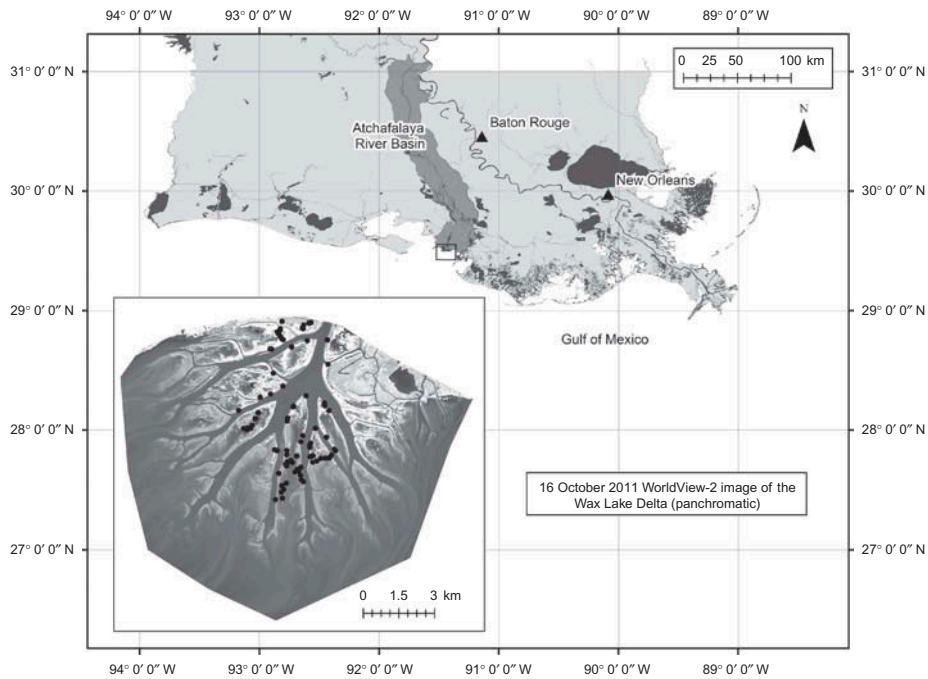 94° 0′ 0″ W 93° 0′ 0″ W 92° 0′ 0″ W 91° 0′ 0″ W 90° 0′ 0″ W 89° 0′ 0″ W
0 25 50 100 km
31° 0′ 0″ N 31° 0′ 0″ N
N
Baton Rouge
Atchafalaya
River Basin
New Orleans
30° 0′ 0″ N 30° 0′ 0″ N
29° 0′ 0″ N 29° 0′ 0″ N
Gulf of Mexico
28° 0′ 0″ N 28° 0′ 0″ N
16 October 2011 WorldView-2 image of the
Wax Lake Delta (panchromatic)
27° 0′ 0″ N 27° 0′ 0″ N
0 1.5 3 km
94° 0′ 0″ W 93° 0′ 0″ W 92° 0′ 0″ W 91° 0′ 0″ W 90° 0′ 0″ W 89° 0′ 0″ W